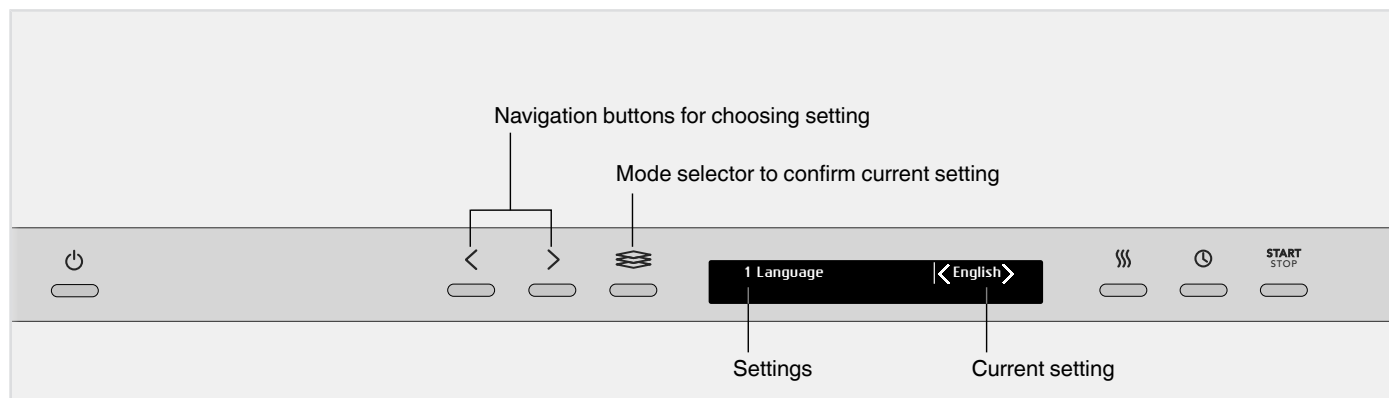 Navigation buttons for choosing setting
Mode selector to confirm current setting
START
STOP
1 Language
English
Settings
Current setting